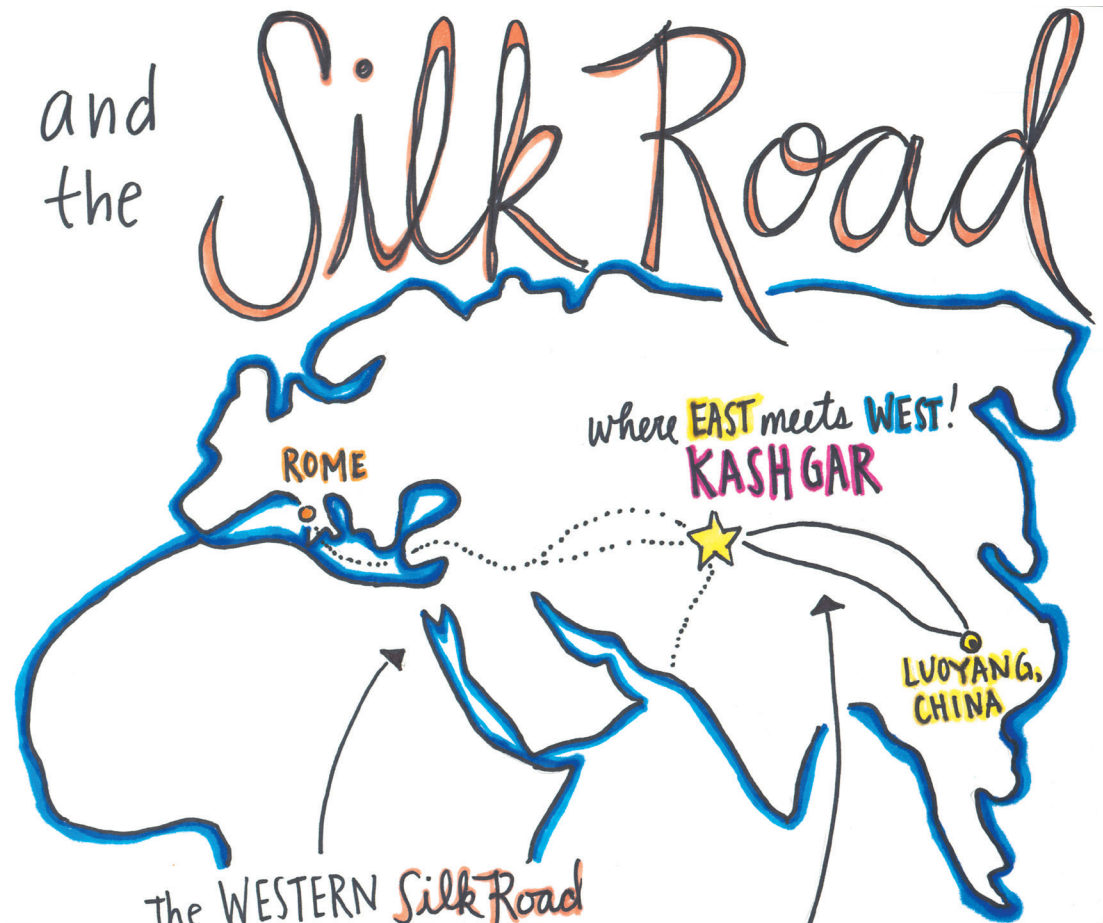 and
the
Silk Road
where EAST meets WEST!
KASHGAR
ROME
LUOYANG,
CHINA
The WESTERN Silk Road